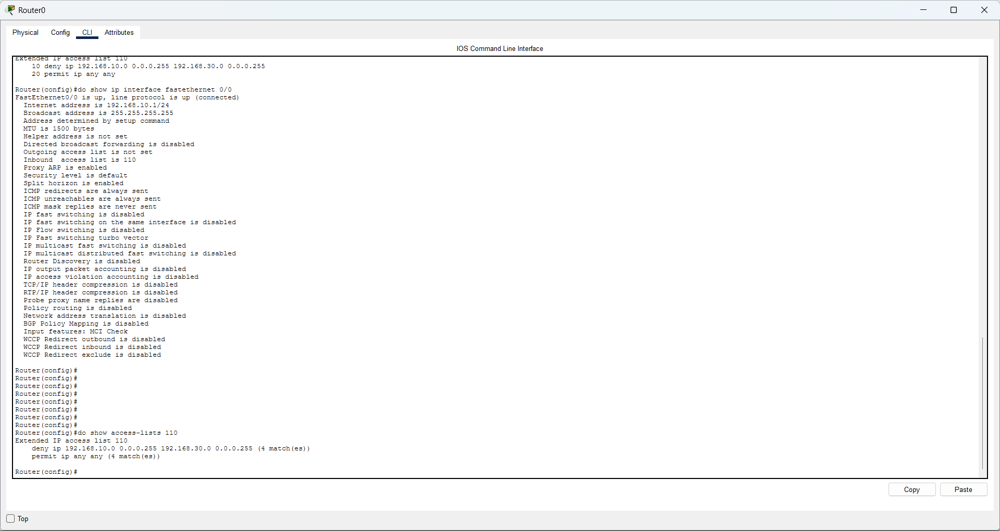 Router0
Physical Config CLI Attributes
IOS Command Line Interface
Extended IP access list 110
    10 deny ip 192.168.10.0 0.0.0.255 192.168.30.0 0.0.0.255
    20 permit ip any any
Router(config)#do show ip interface fastethernet 0/0
FastEthernet0/0 is up, line protocol is up (connected)
  Internet address is 192.168.10.1/24
  Broadcast address is 255.255.255.255
  Address determined by setup command
  MTU is 1500 bytes
  Helper address is not set
  Directed broadcast forwarding is disabled
  Outgoing access list is not set
  Inbound  access list is 110
  Proxy ARP is enabled
  Security level is default
  Split horizon is enabled
  ICMP redirects are always sent
  ICMP unreachables are always sent
  ICMP mask replies are never sent
  IP fast switching is disabled
  IP fast switching on the same interface is disabled
  IP Flow switching is disabled
  IP Fast switching turbo vector
  IP multicast fast switching is disabled
  IP multicast distributed fast switching is disabled
  Router Discovery is disabled
  IP output packet accounting is disabled
  IP access violation accounting is disabled
  TCP/IP header compression is disabled
  RTP/IP header compression is disabled
  Probe proxy name replies are disabled
  Policy routing is disabled
  Network address translation is disabled
  BGP Policy Mapping is disabled
  Input features: MCI Check
  WCCP Redirect outbound is disabled
  WCCP Redirect inbound is disabled
  WCCP Redirect exclude is disabled
Router(config)#
Router(config)#
Router(config)#
Router(config)#
Router(config)#
Router(config)#
Router(config)#
Router(config)#
Router(config)#do show access-lists 110
Extended IP access list 110
    deny ip 192.168.10.0 0.0.0.255 192.168.30.0 0.0.0.255 (4 match(es))
    permit ip any any (4 match(es))
Router(config)#
Copy Paste
Top